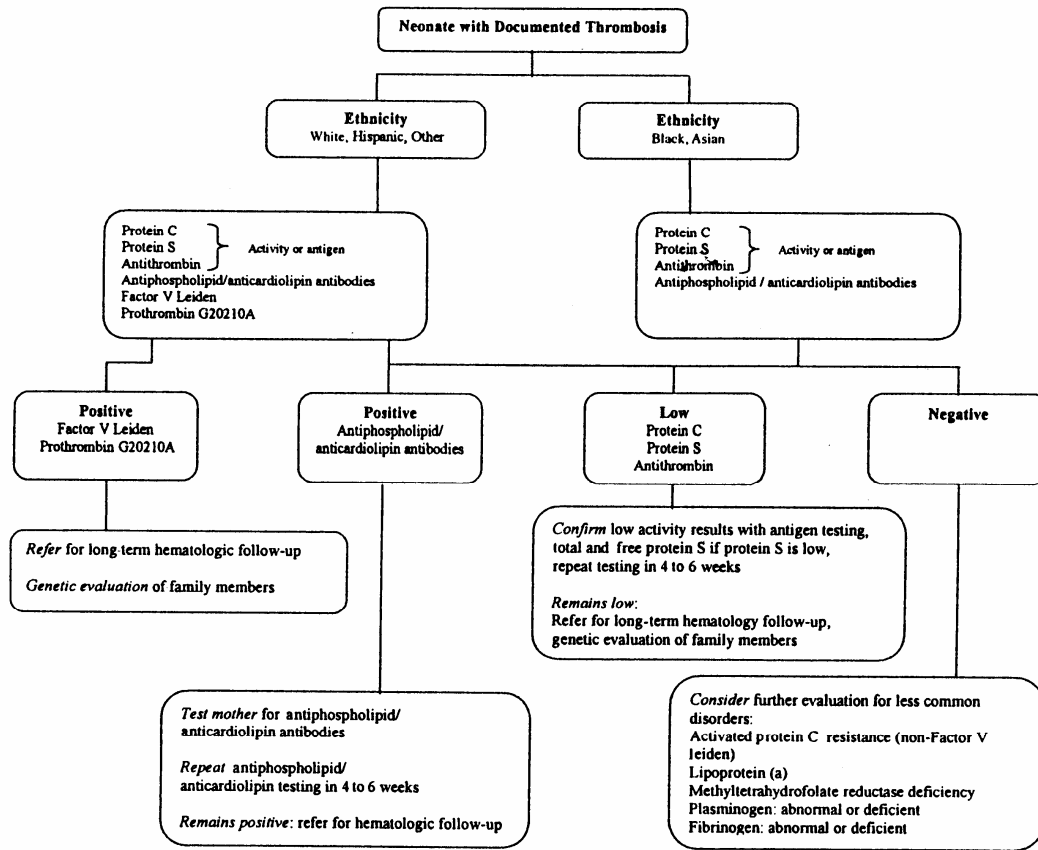 Neonate with Documented Thrombosis
Ethnicity
White, Hispanic, Other
Ethnicity
Black, Asian
Protein C
Protein S
Antithrombin
Activity or antigen
Antiphospholipid/anticardiolipin antibodies
Factor V Leiden
Prothrombin G20210A
Protein C
Protein S
Antithrombin
Activity or antigen
Antiphospholipid / anticardiolipin antibodies
Positive
Factor V Leiden
Prothrombin G20210A
Positive
Antiphospholipid/
anticardiolipin antibodies
Low
Protein C
Protein S
Antithrombin
Negative
Refer for long-term hematologic follow-up
Genetic evaluation of family members
Confirm low activity results with antigen testing,
total and free protein S if protein S is low,
repeat testing in 4 to 6 weeks
Remains low:
Refer for long-term hematology follow-up,
genetic evaluation of family members
Test mother for antiphospholipid/
anticardiolipin antibodies
Repeat antiphospholipid/
anticardiolipin testing in 4 to 6 weeks
Remains positive: refer for hematologic follow-up
Consider further evaluation for less common
disorders:
Activated protein C resistance (non-Factor V
leiden)
Lipoprotein (a)
Methyltetrahydrofolate reductase deficiency
Plasminogen: abnormal or deficient
Fibrinogen: abnormal or deficient